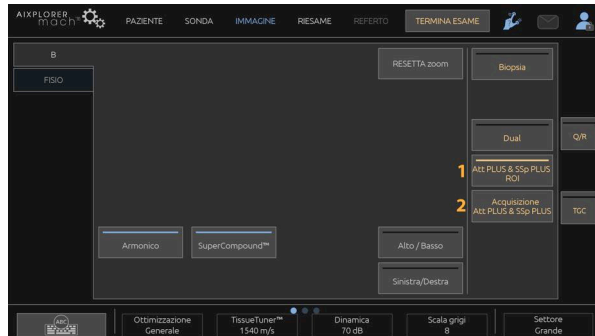 AIXPLORER
mach
PAZIENTE
SONDA
IMMAGINE
RIESAME
REFERTO
TERMINA ESAME
B
FISIO
RESETTA zoom
Biopsia
Dual
Q/R
1
Att PLUS & SSp PLUS
ROI
2
Acquisizione
Att PLUS & SSp PLUS
TGC
Armonico
SuperCompound™
Alto / Basso
Sinistra/Destra
ABC
Ottimizzazione
Generale
TissueTuner™
1540 m/s
Dinamica
70 dB
Scala grigi
8
Settore
Grande